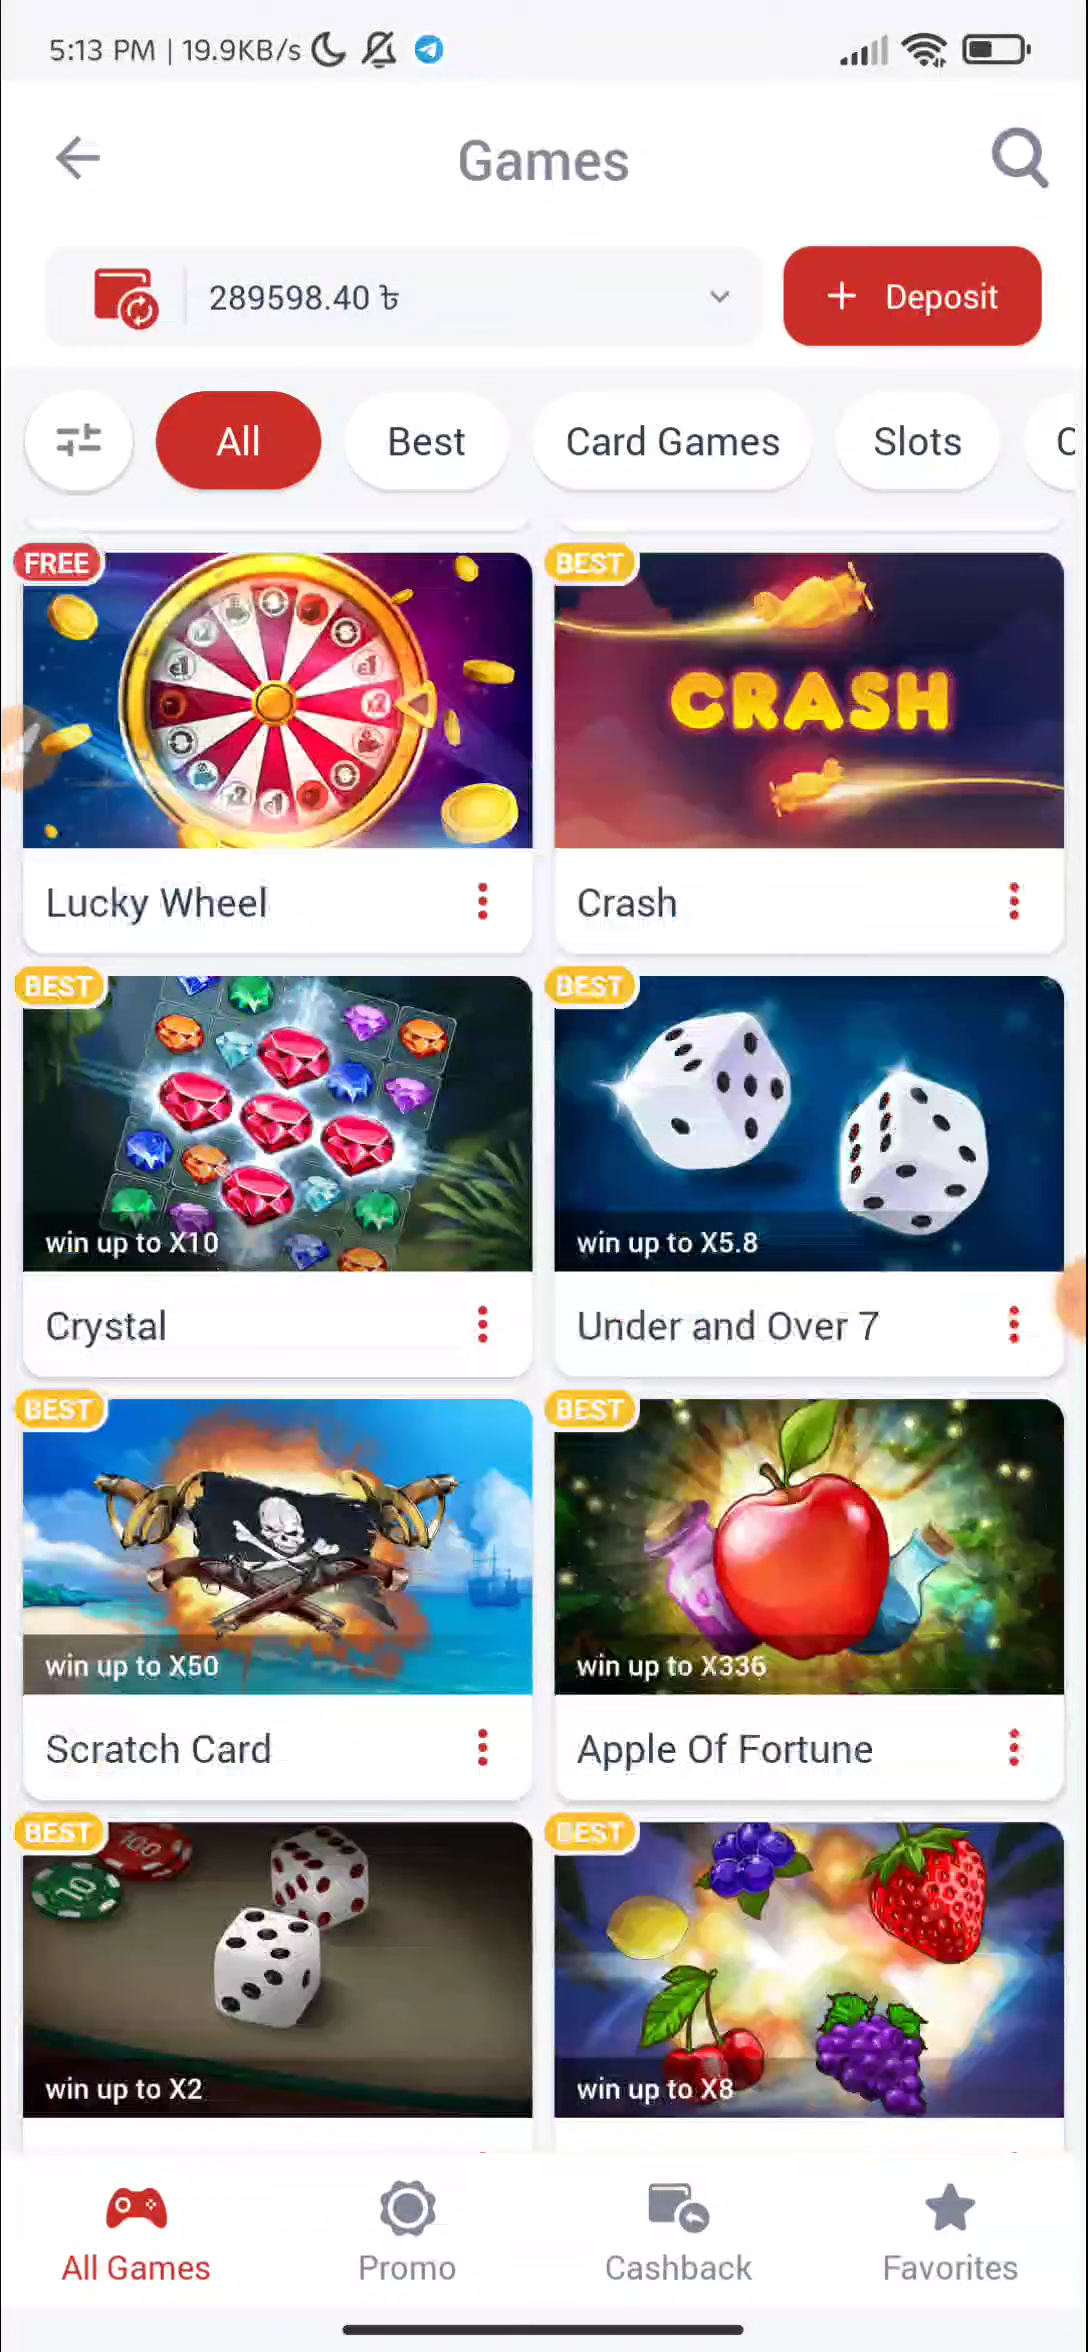 5:13 PM | 19.9KB/s
Games
289598.40 ৳
+ Deposit
All
Best
Card Games
Slots
FREE
BEST
CRASH
Lucky Wheel
Crash
BEST
BEST
win up to X10
win up to X5.8
Crystal
Under and Over 7
BEST
BEST
win up to X50
win up to X336
Scratch Card
Apple Of Fortune
BEST
BEST
100
10
win up to X2
win up to X8
All Games
Promo
Cashback
Favorites